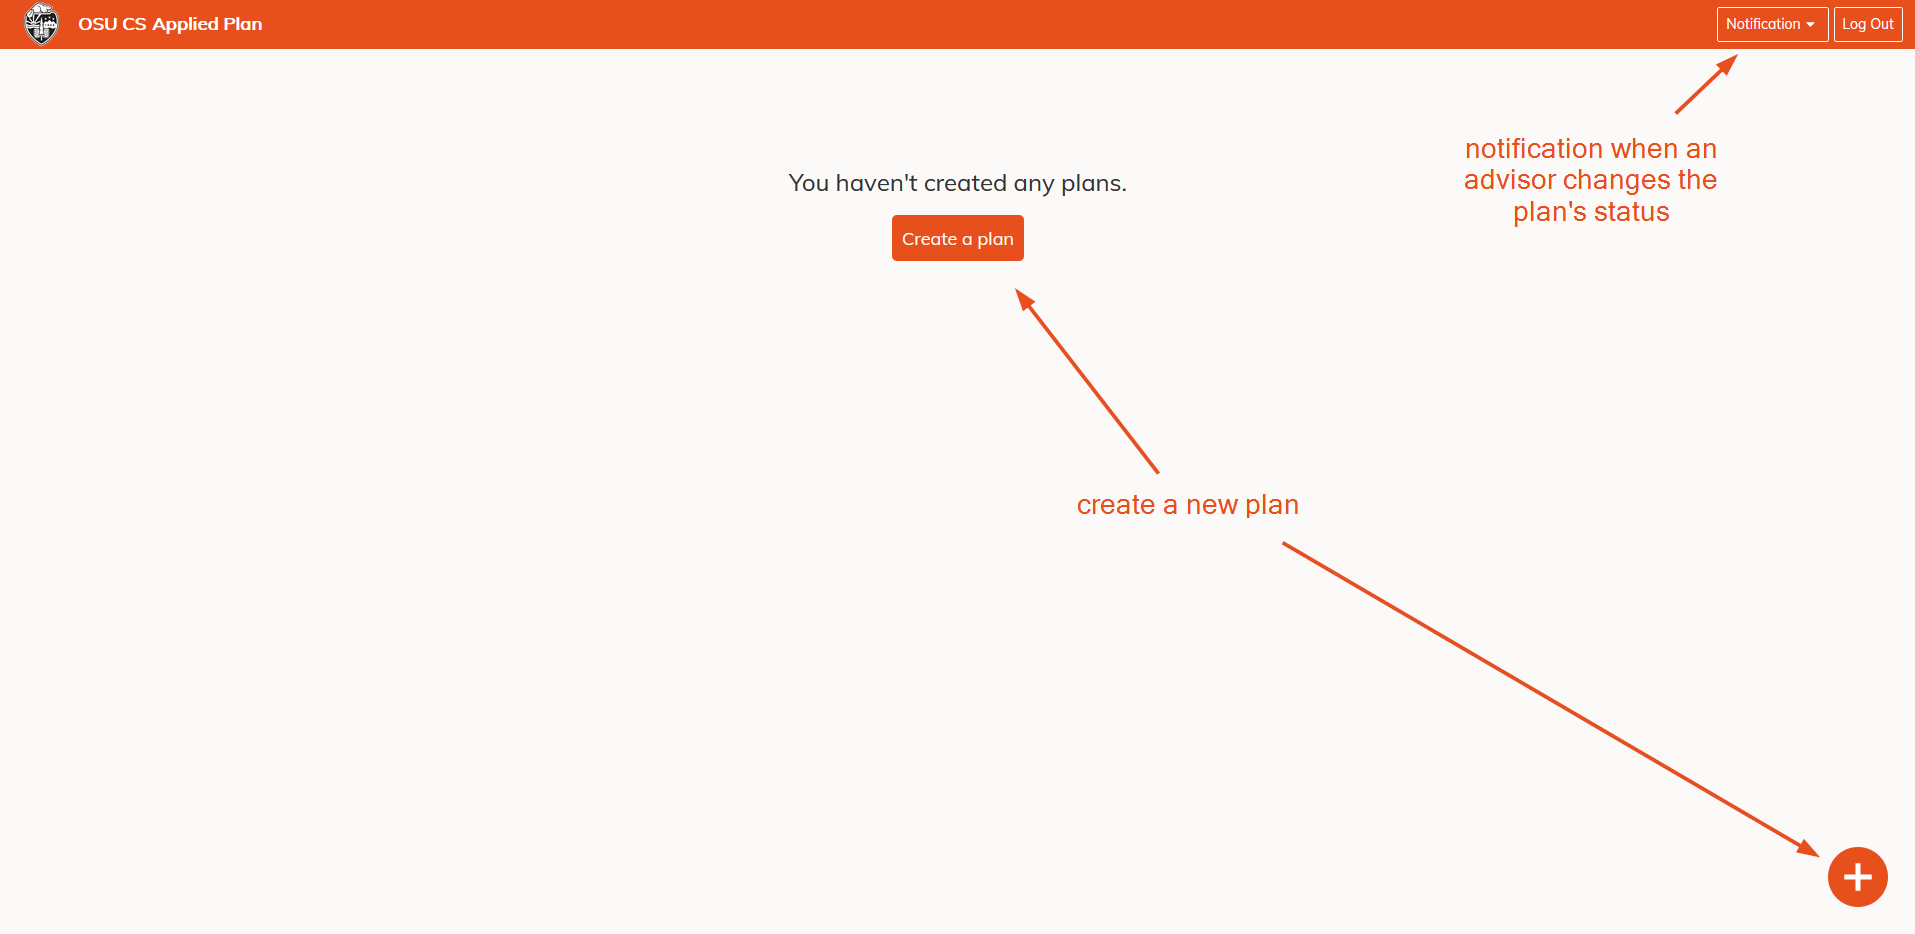 OSU CS Applied Plan
Notification
Log Out
notification when an
advisor changes the
plan's status
You haven't created any plans.
Create a plan
create a new plan